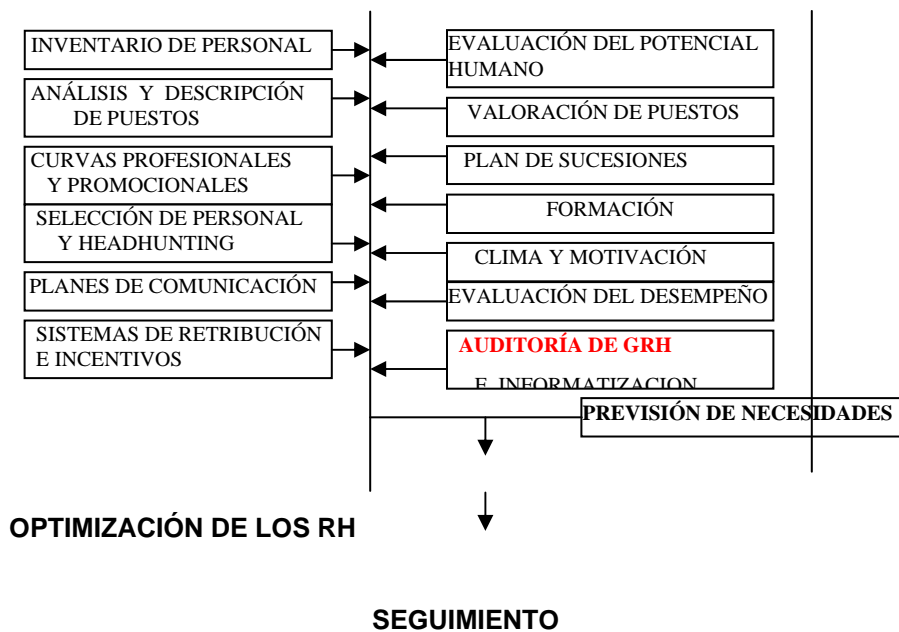 INVENTARIO DE PERSONAL
ANÁLISIS Y DESCRIPCIÓN
DE PUESTOS
CURVAS PROFESIONALES
Y PROMOCIONALES
SELECCIÓN DE PERSONAL
Y HEADHUNTING
PLANES DE COMUNICACIÓN
SISTEMAS DE RETRIBUCIÓN
E INCENTIVOS
EVALUACIÓN DEL POTENCIAL
HUMANO
VALORACIÓN DE PUESTOS
PLAN DE SUCESIONES
FORMACIÓN
CLIMA Y MOTIVACIÓN
EVALUACIÓN DEL DESEMPEÑO
AUDITORÍA DE GRH
E INFORMATIZACION
PREVISIÓN DE NECESIDADES
OPTIMIZACIÓN DE LOS RH
SEGUIMIENTO